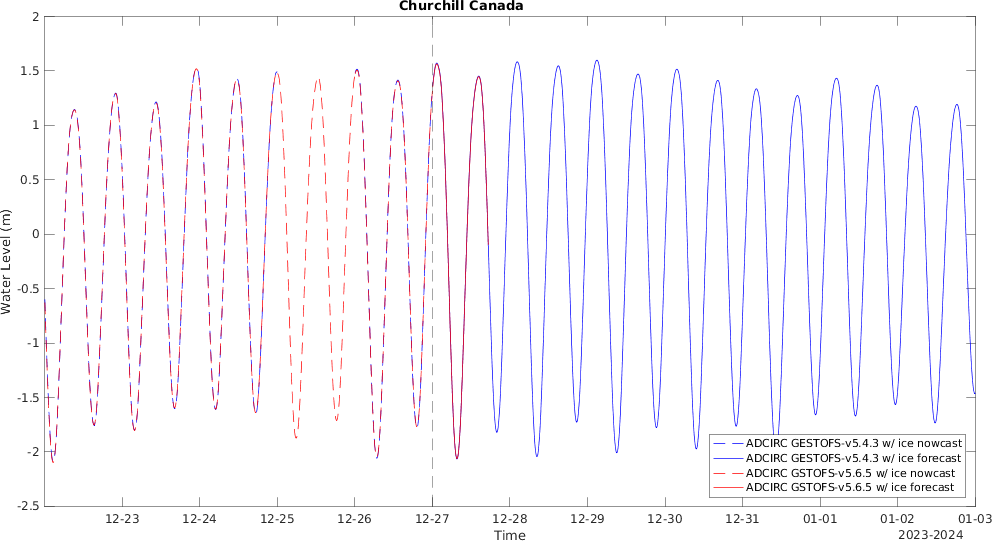 Churchill Canada
2
1.5
1
0.5
0
-0.5
-1
-1.5
-2
-2.5
Water Level (m)
12-23 12-24 12-25 12-26 12-27 12-28 12-29 12-30 12-31 01-01 01-02 01-03
Time
2023-2024
ADCIRC GESTOFS-v5.4.3 w/ ice nowcast
ADCIRC GESTOFS-v5.4.3 w/ ice forecast
ADCIRC GSTOFS-v5.6.5 w/ ice nowcast
ADCIRC GSTOFS-v5.6.5 w/ ice forecast